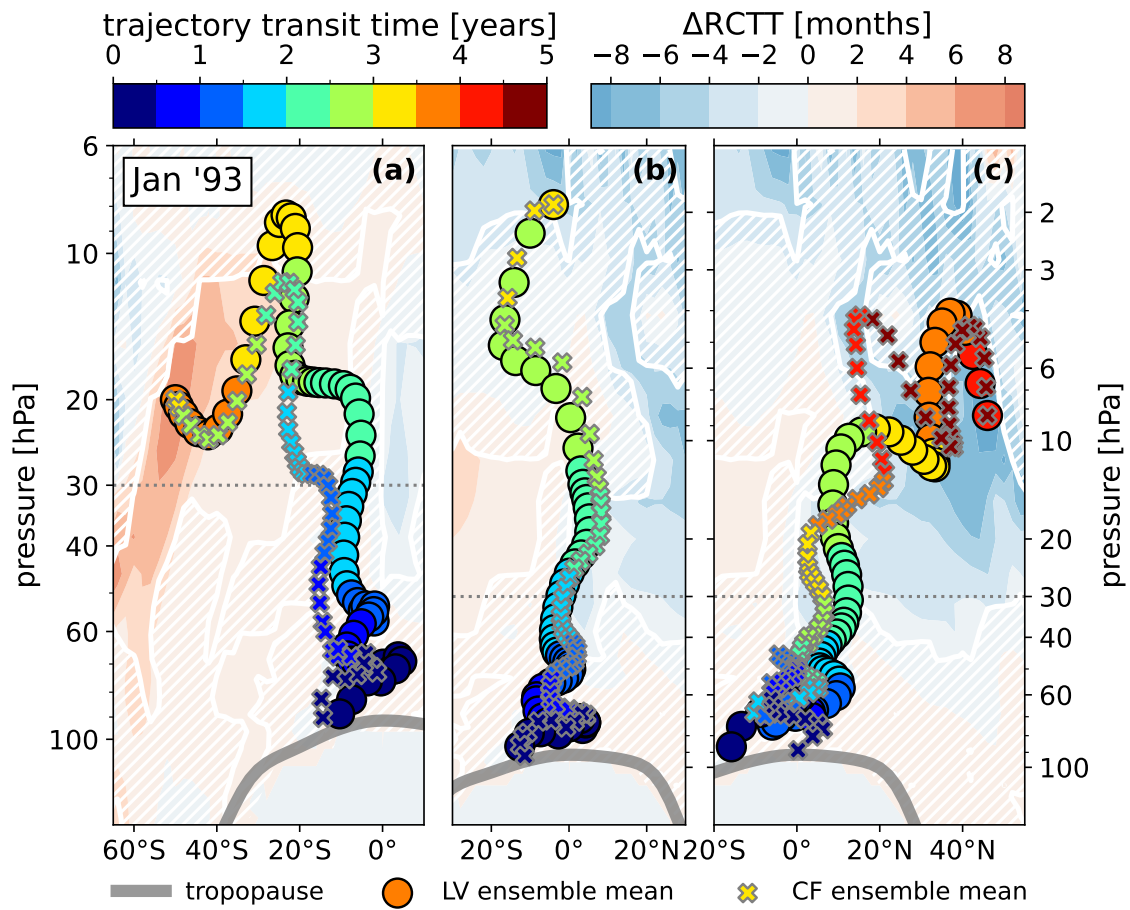 trajectory transit time [years]
ΔRCTT [months]
0 1 2 3 4 5
−8 −6 −4 −2 0 2 4 6 8
Jan '93
(a)
(b)
(c)
6
10
20
30
40
60
100
pressure [hPa]
2
3
6
10
20
30
40
60
100
pressure [hPa]
60°S 40°S 20°S 0°
20°S 0° 20°N
20°S 0° 20°N 40°N
tropopause
LV ensemble mean
CF ensemble mean